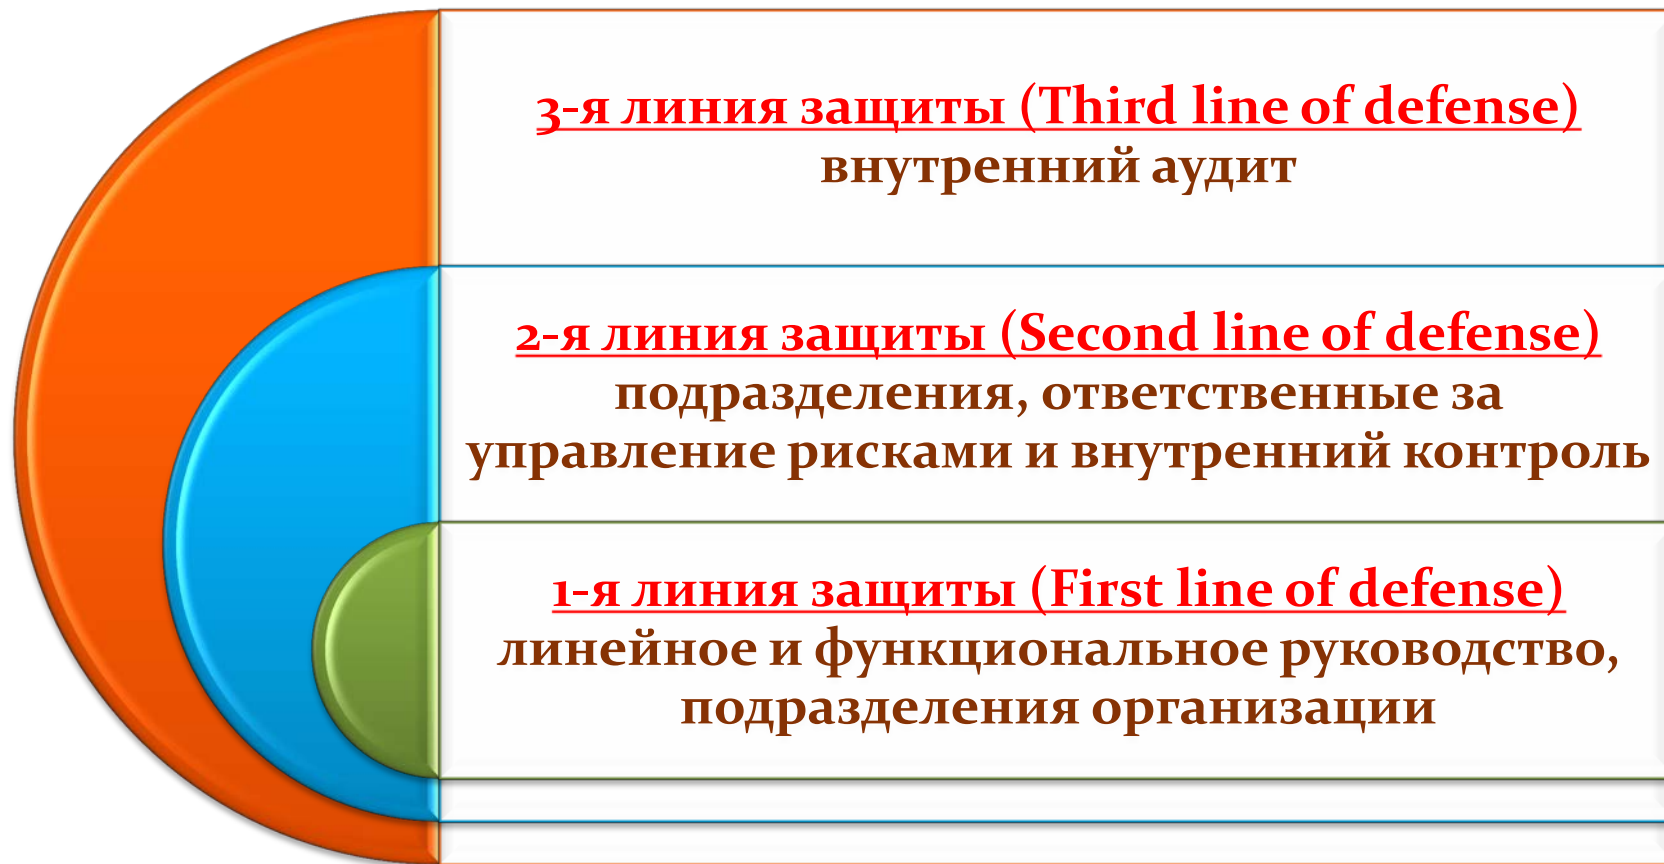 3-я линия защиты (Third line of defense)
внутренний аудит
2-я линия защиты (Second line of defense)
подразделения, ответственные за
управление рисками и внутренний контроль
1-я линия защиты (First line of defense)
линейное и функциональное руководство,
подразделения организации